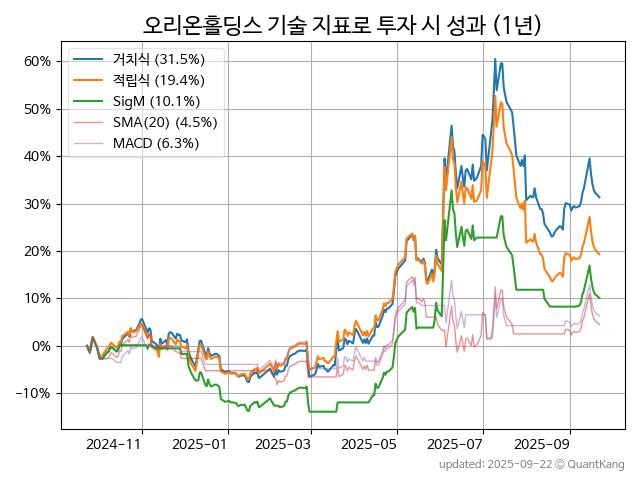 오리온홀딩스 기술 지표로 투자 시 성과 (1년)
거치식 (31.5%)
적립식 (19.4%)
SigM (10.1%)
SMA(20) (4.5%)
MACD (6.3%)
60%
50%
40%
30%
20%
10%
0%
−10%
2024-11 2025-01 2025-03 2025-05 2025-07 2025-09
updated: 2025-09-22 © QuantKang